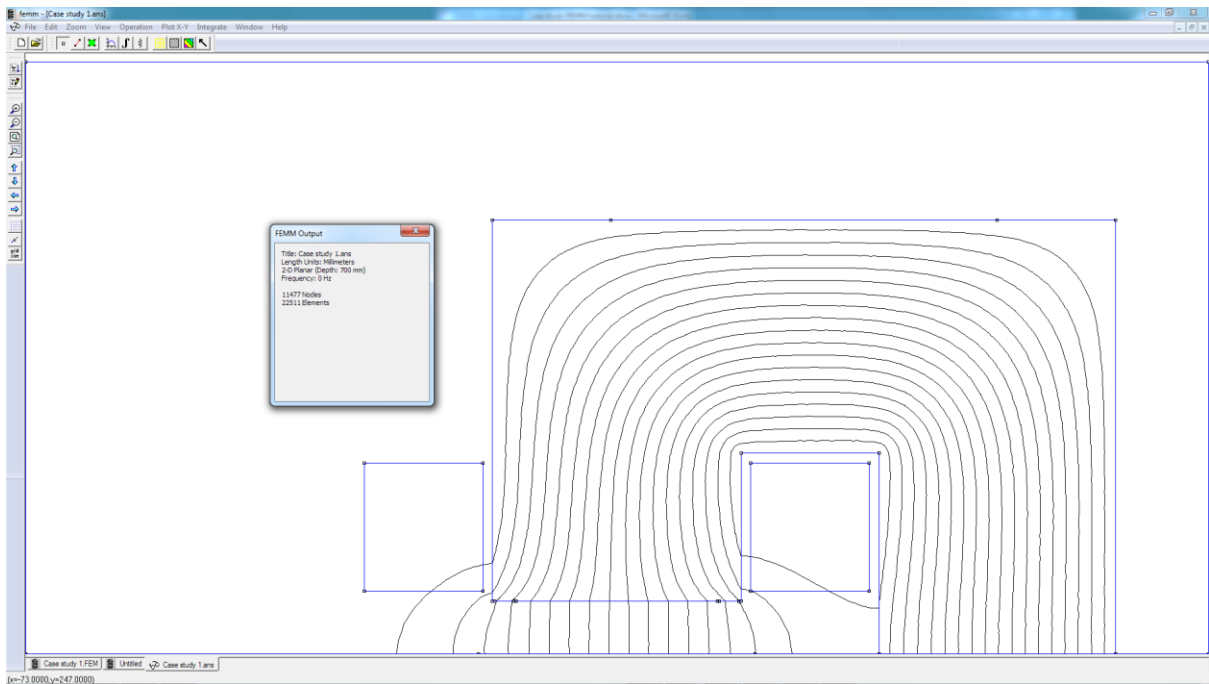 femm - [Case study 1.ans]
File Edit Zoom View Operation Plot X-Y Integrate Window Help
FEMM Output
Title: Case study 1.ans
Length Units: Millimeters
2-D Planar (Depth: 700 mm)
Frequency: 0 Hz
11477 Nodes
22511 Elements
Case study 1.FEM Untitled Case study 1.ans
(x=-73.0000,y=247.0000)